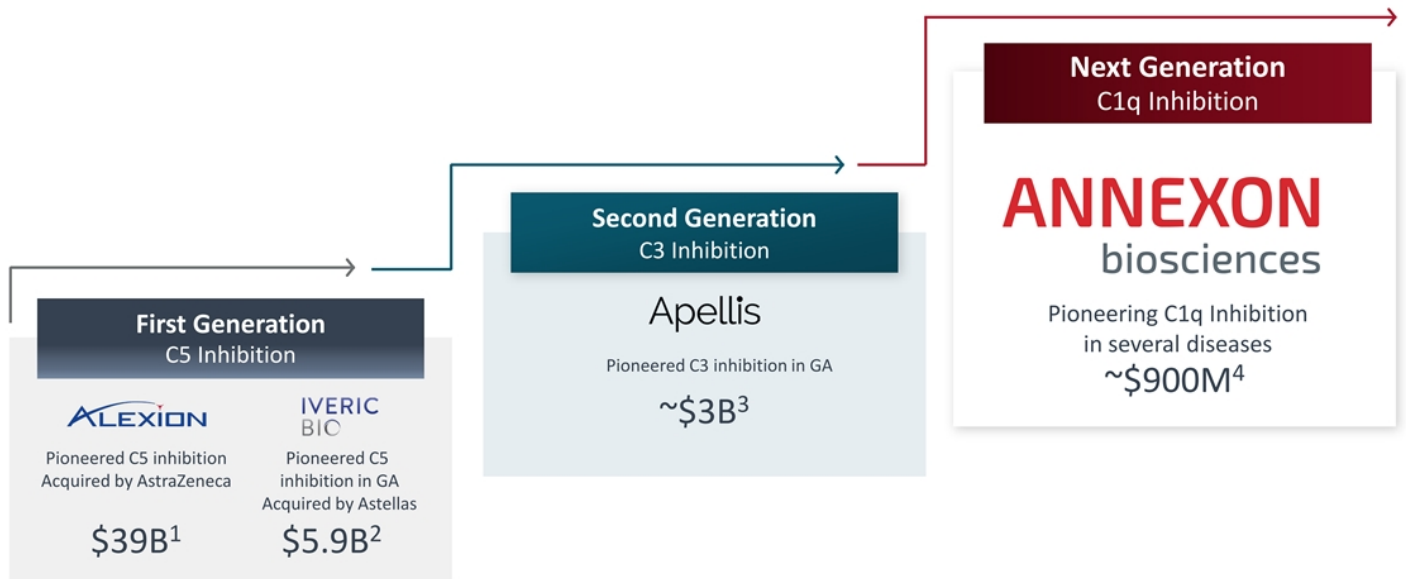 First Generation
C5 Inhibition
ALEXION
Pioneered C5 inhibition
Acquired by AstraZeneca
$39B¹
IVERIC
BIO
Pioneered C5
inhibition in GA
Acquired by Astellas
$5.9B²
Second Generation
C3 Inhibition
Apellis
Pioneered C3 inhibition in GA
~$3B³
Next Generation
C1q Inhibition
ANNEXON
biosciences
Pioneering C1q Inhibition
in several diseases
~$900M⁴